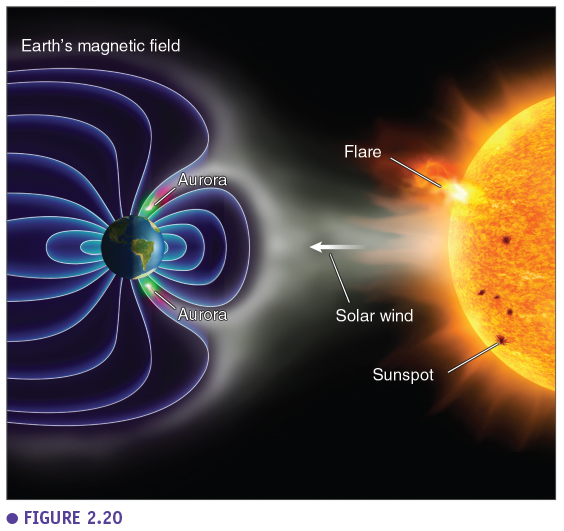 Earth's magnetic field
Flare
Aurora
Aurora
Solar wind
Sunspot
FIGURE 2.20